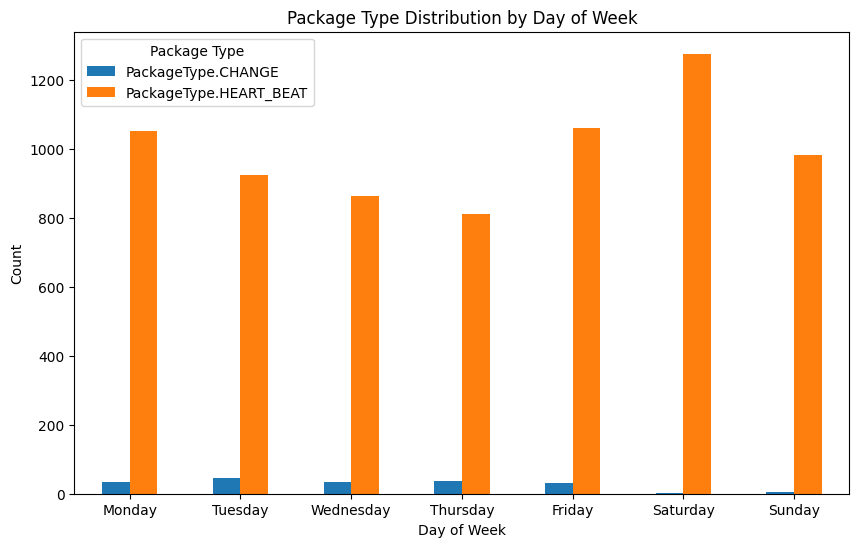 Package Type Distribution by Day of Week
Package Type
PackageType.CHANGE
PackageType.HEART_BEAT
1200
1000
800
600
400
200
0
Count
Monday Tuesday Wednesday Thursday Friday Saturday Sunday
Day of Week